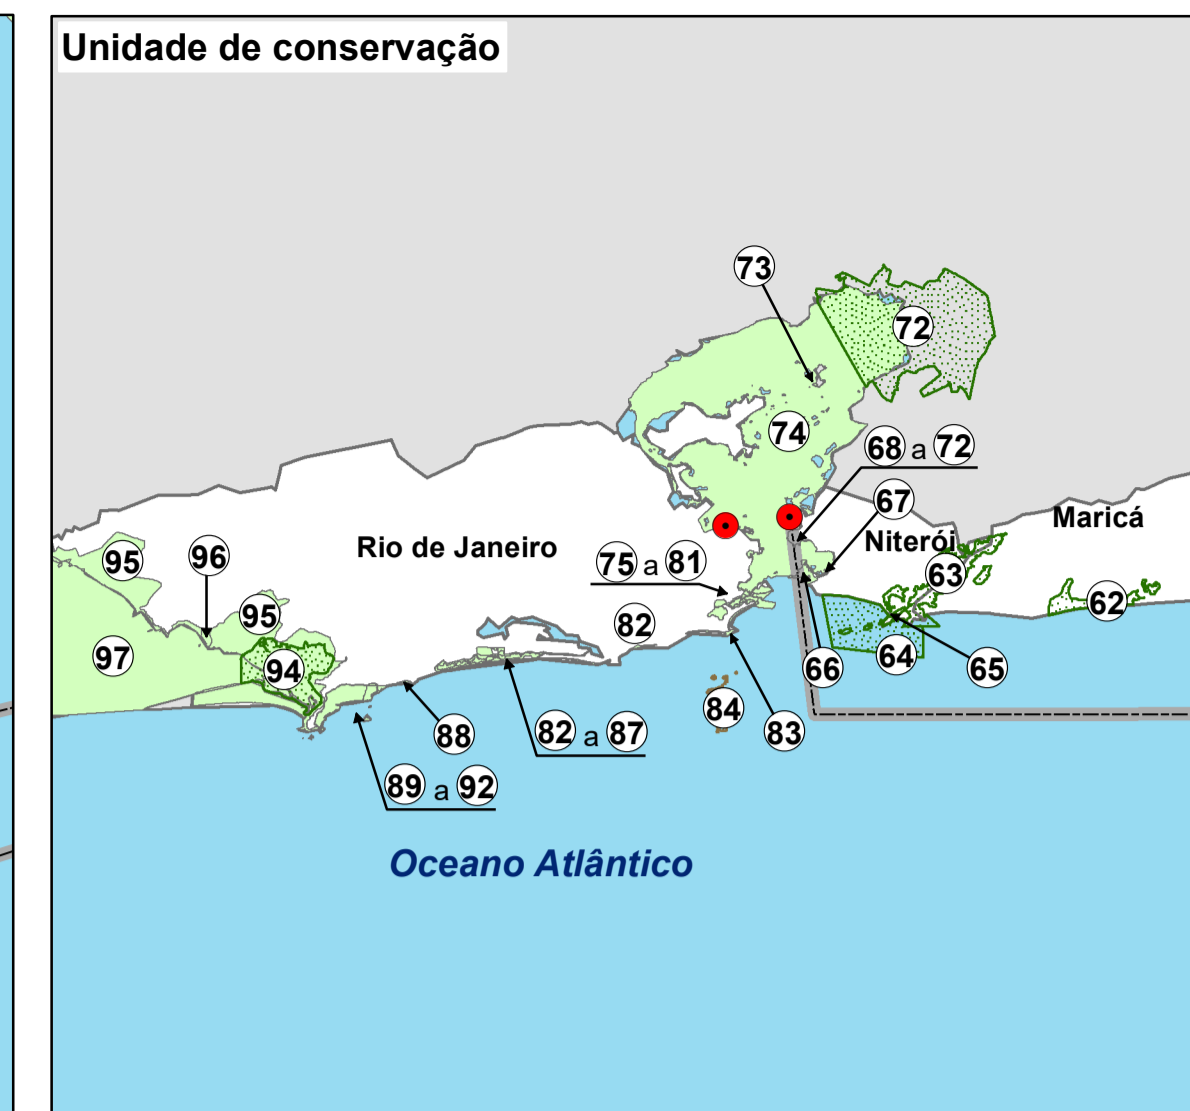 Unidade de conservação
73
72
74
68 a 72
67
Maricá
Niterói
Rio de Janeiro
95
96
75 a 81
63
62
95
82
97
94
64
65
66
84
83
88
82 a 87
89 a 92
Oceano Atlântico